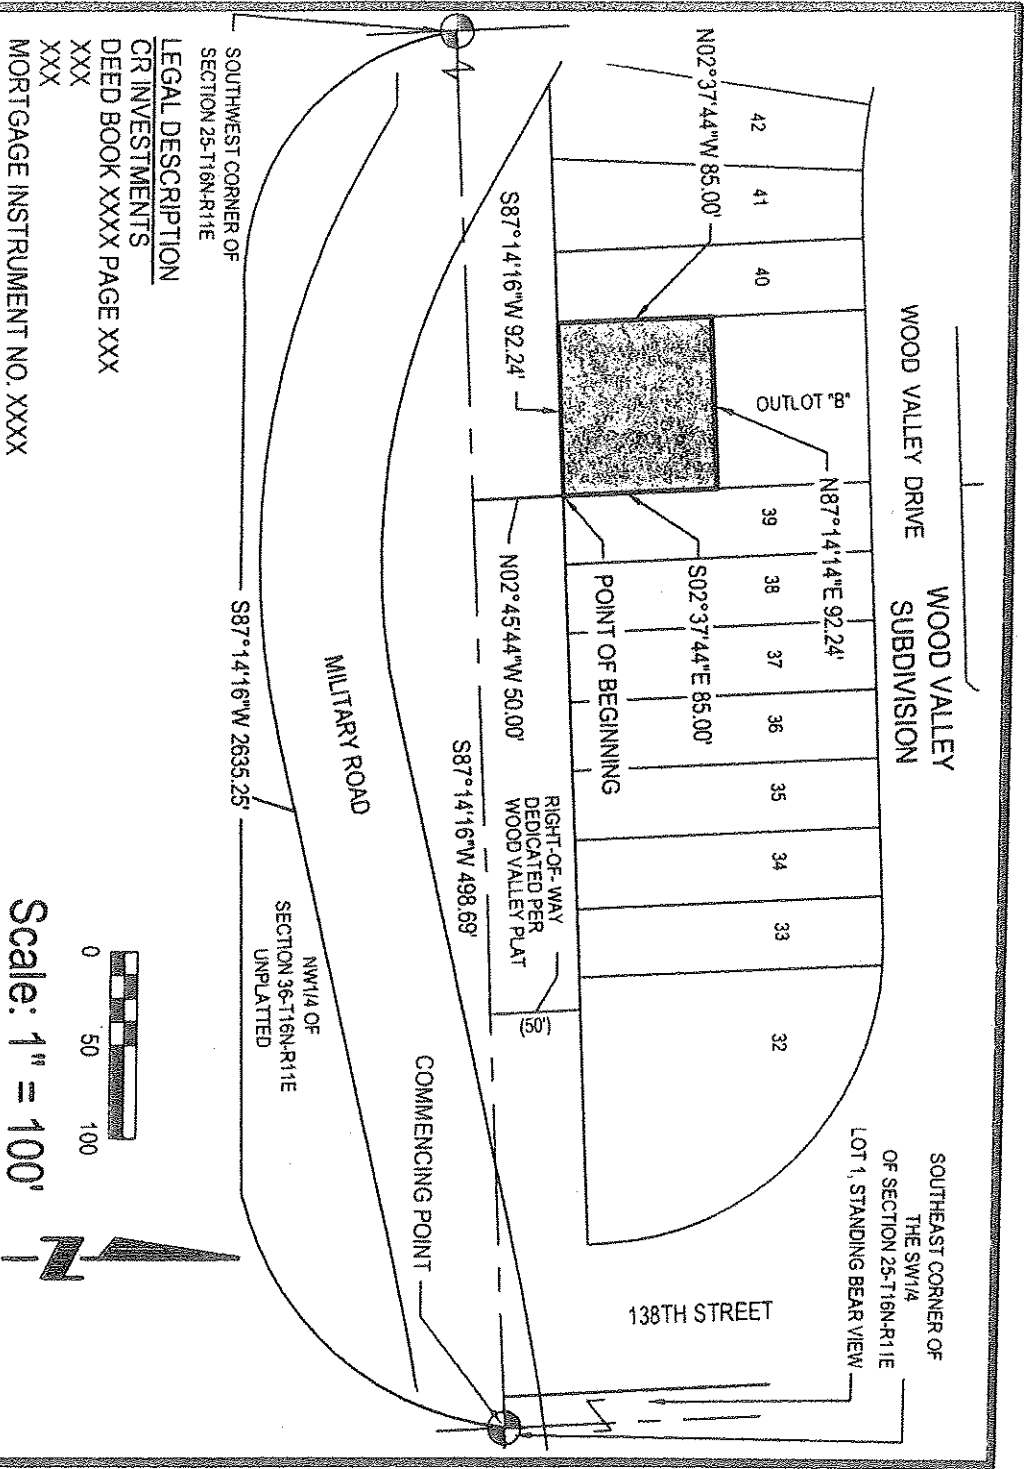 WOOD VALLEY
SUBDIVISION
WOOD VALLEY DRIVE
SOUTHEAST CORNER OF
THE SW1/4
OF SECTION 25-T16N-R11E
LOT 1, STANDING BEAR VIEW
42
41
40
OUTLOT "B"
39
38
37
36
35
34
33
32
N02°37'44"W 85.00'
N87°14'14"E 92.24'
S02°37'44"E 85.00'
S87°14'16"W 92.24'
POINT OF BEGINNING
138TH STREET
RIGHT-OF-WAY
DEDICATED PER
WOOD VALLEY PLAT
(50')
N02°45'44"W 50.00'
S87°14'16"W 498.69'
COMMENCING POINT
MILITARY ROAD
NW1/4 OF
SECTION 36-T16N-R11E
UNPLATTED
S87°14'16"W 2635.25'
SOUTHWEST CORNER OF
SECTION 25-T16N-R11E
LEGAL DESCRIPTION
CR INVESTMENTS
DEED BOOK XXXX PAGE XXX
XXX
XXX
MORTGAGE INSTRUMENT NO. XXXX
0 50 100
Scale: 1" = 100'
N